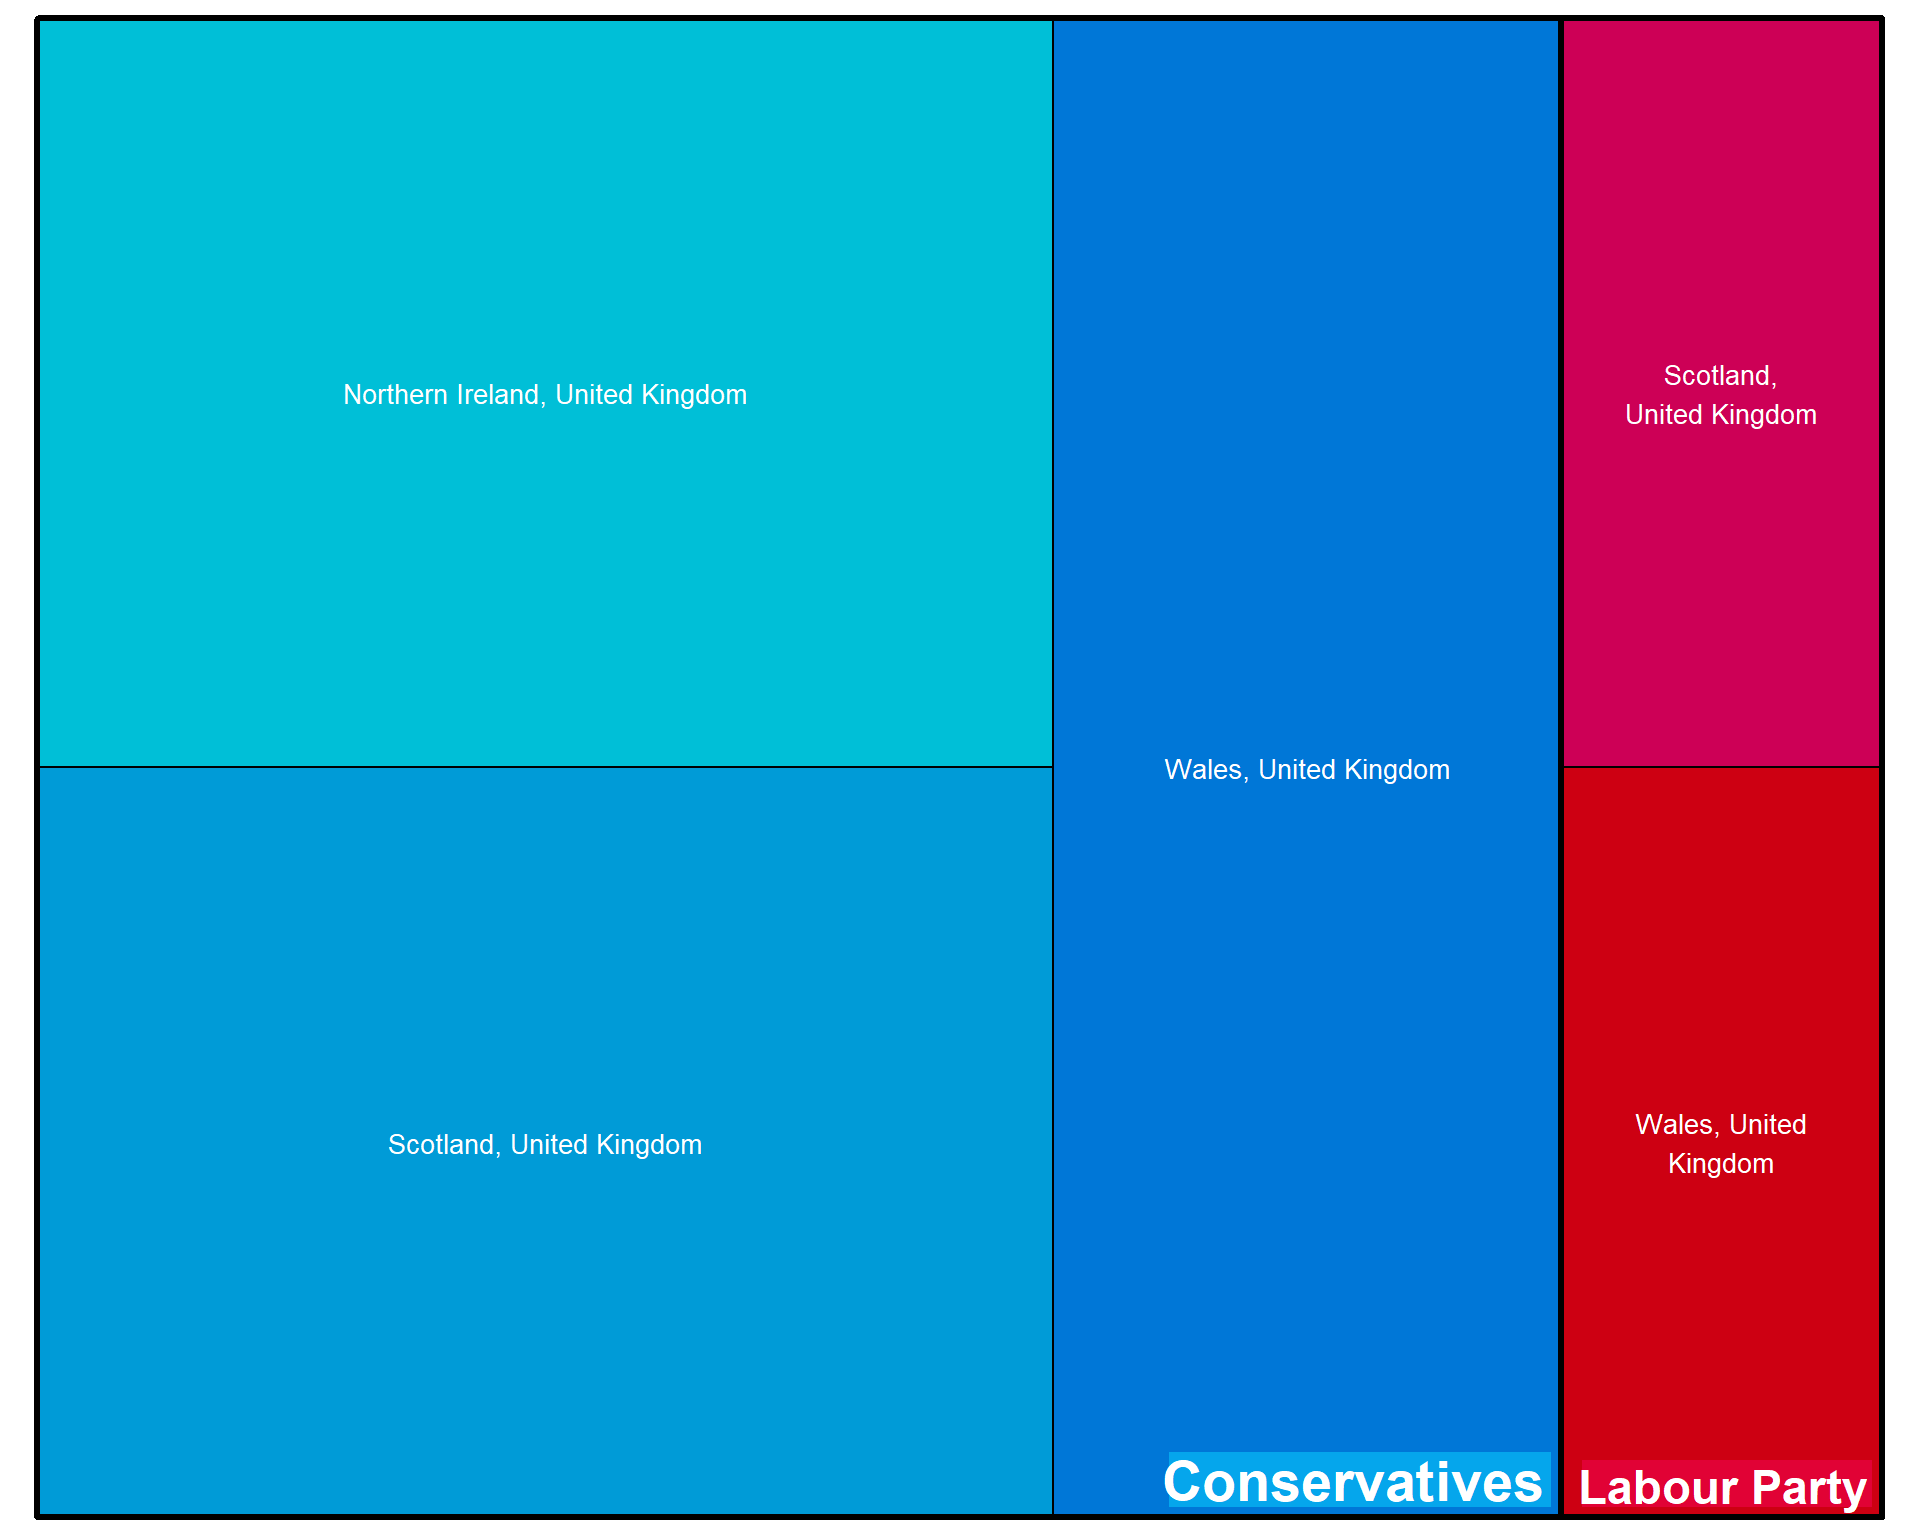 Northern Ireland, United Kingdom
Scotland, United Kingdom
Wales, United Kingdom
Conservatives
Scotland,
United Kingdom
Wales, United
Kingdom
Labour Party